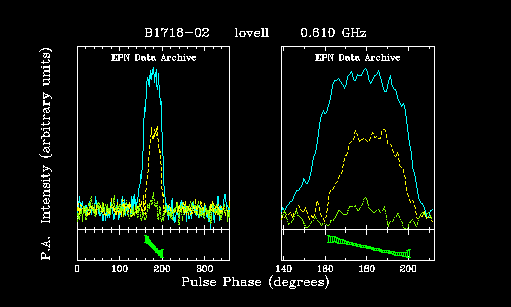 B1718-02 lovell 0.610 GHz
EPN Data Archive EPN Data Archive
P.A. Intensity (arbitrary units)
0 100 200 300 140 160 180 200
Pulse Phase (degrees)